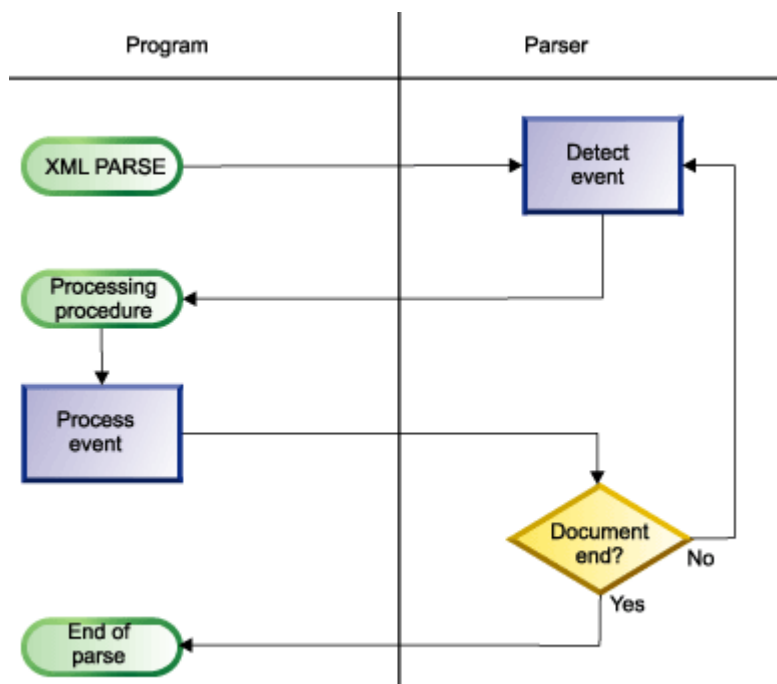 Program
Parser
XML PARSE
Detect
event
Processing
procedure
Process
event
Document
end?
No
Yes
End of
parse